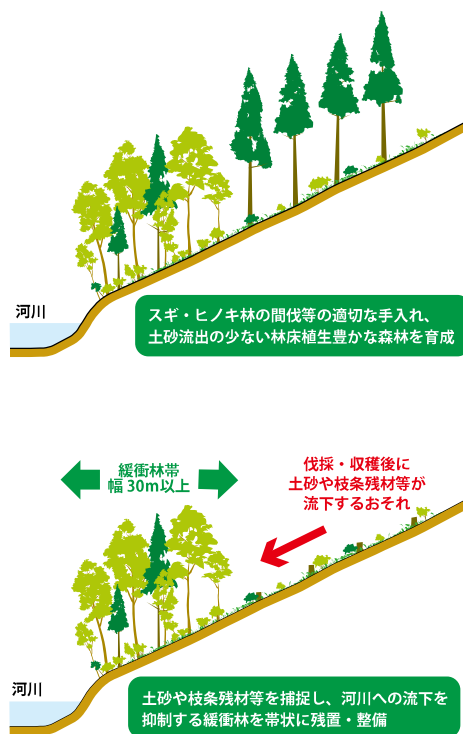 河川
スギ・ヒノキ林の間伐等の適切な手入れ、
土砂流出の少ない林床植生豊かな森林を育成
緩衝林帯
幅 30m以上
伐採・収穫後に
土砂や枝条残材等が
流下するおそれ
河川
土砂や枝条残材等を捕捉し、河川への流下を
抑制する緩衝林を帯状に残置・整備